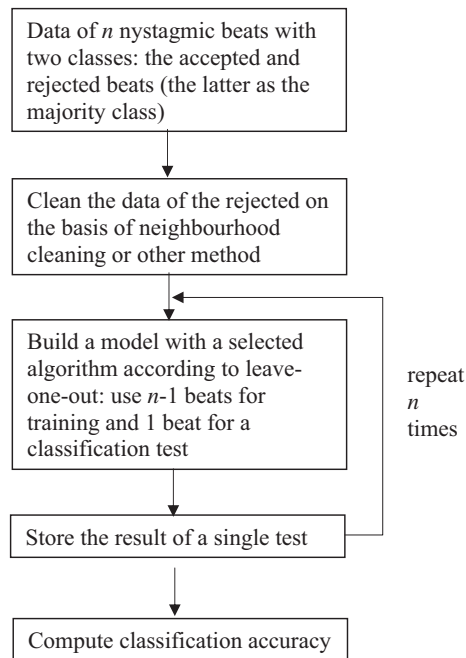 Data of n nystagmic beats with
two classes: the accepted and
rejected beats (the latter as the
majority class)
Clean the data of the rejected on
the basis of neighbourhood
cleaning or other method
Build a model with a selected
algorithm according to leave-
one-out: use n-1 beats for
training and 1 beat for a
classification test
repeat
n
times
Store the result of a single test
Compute classification accuracy